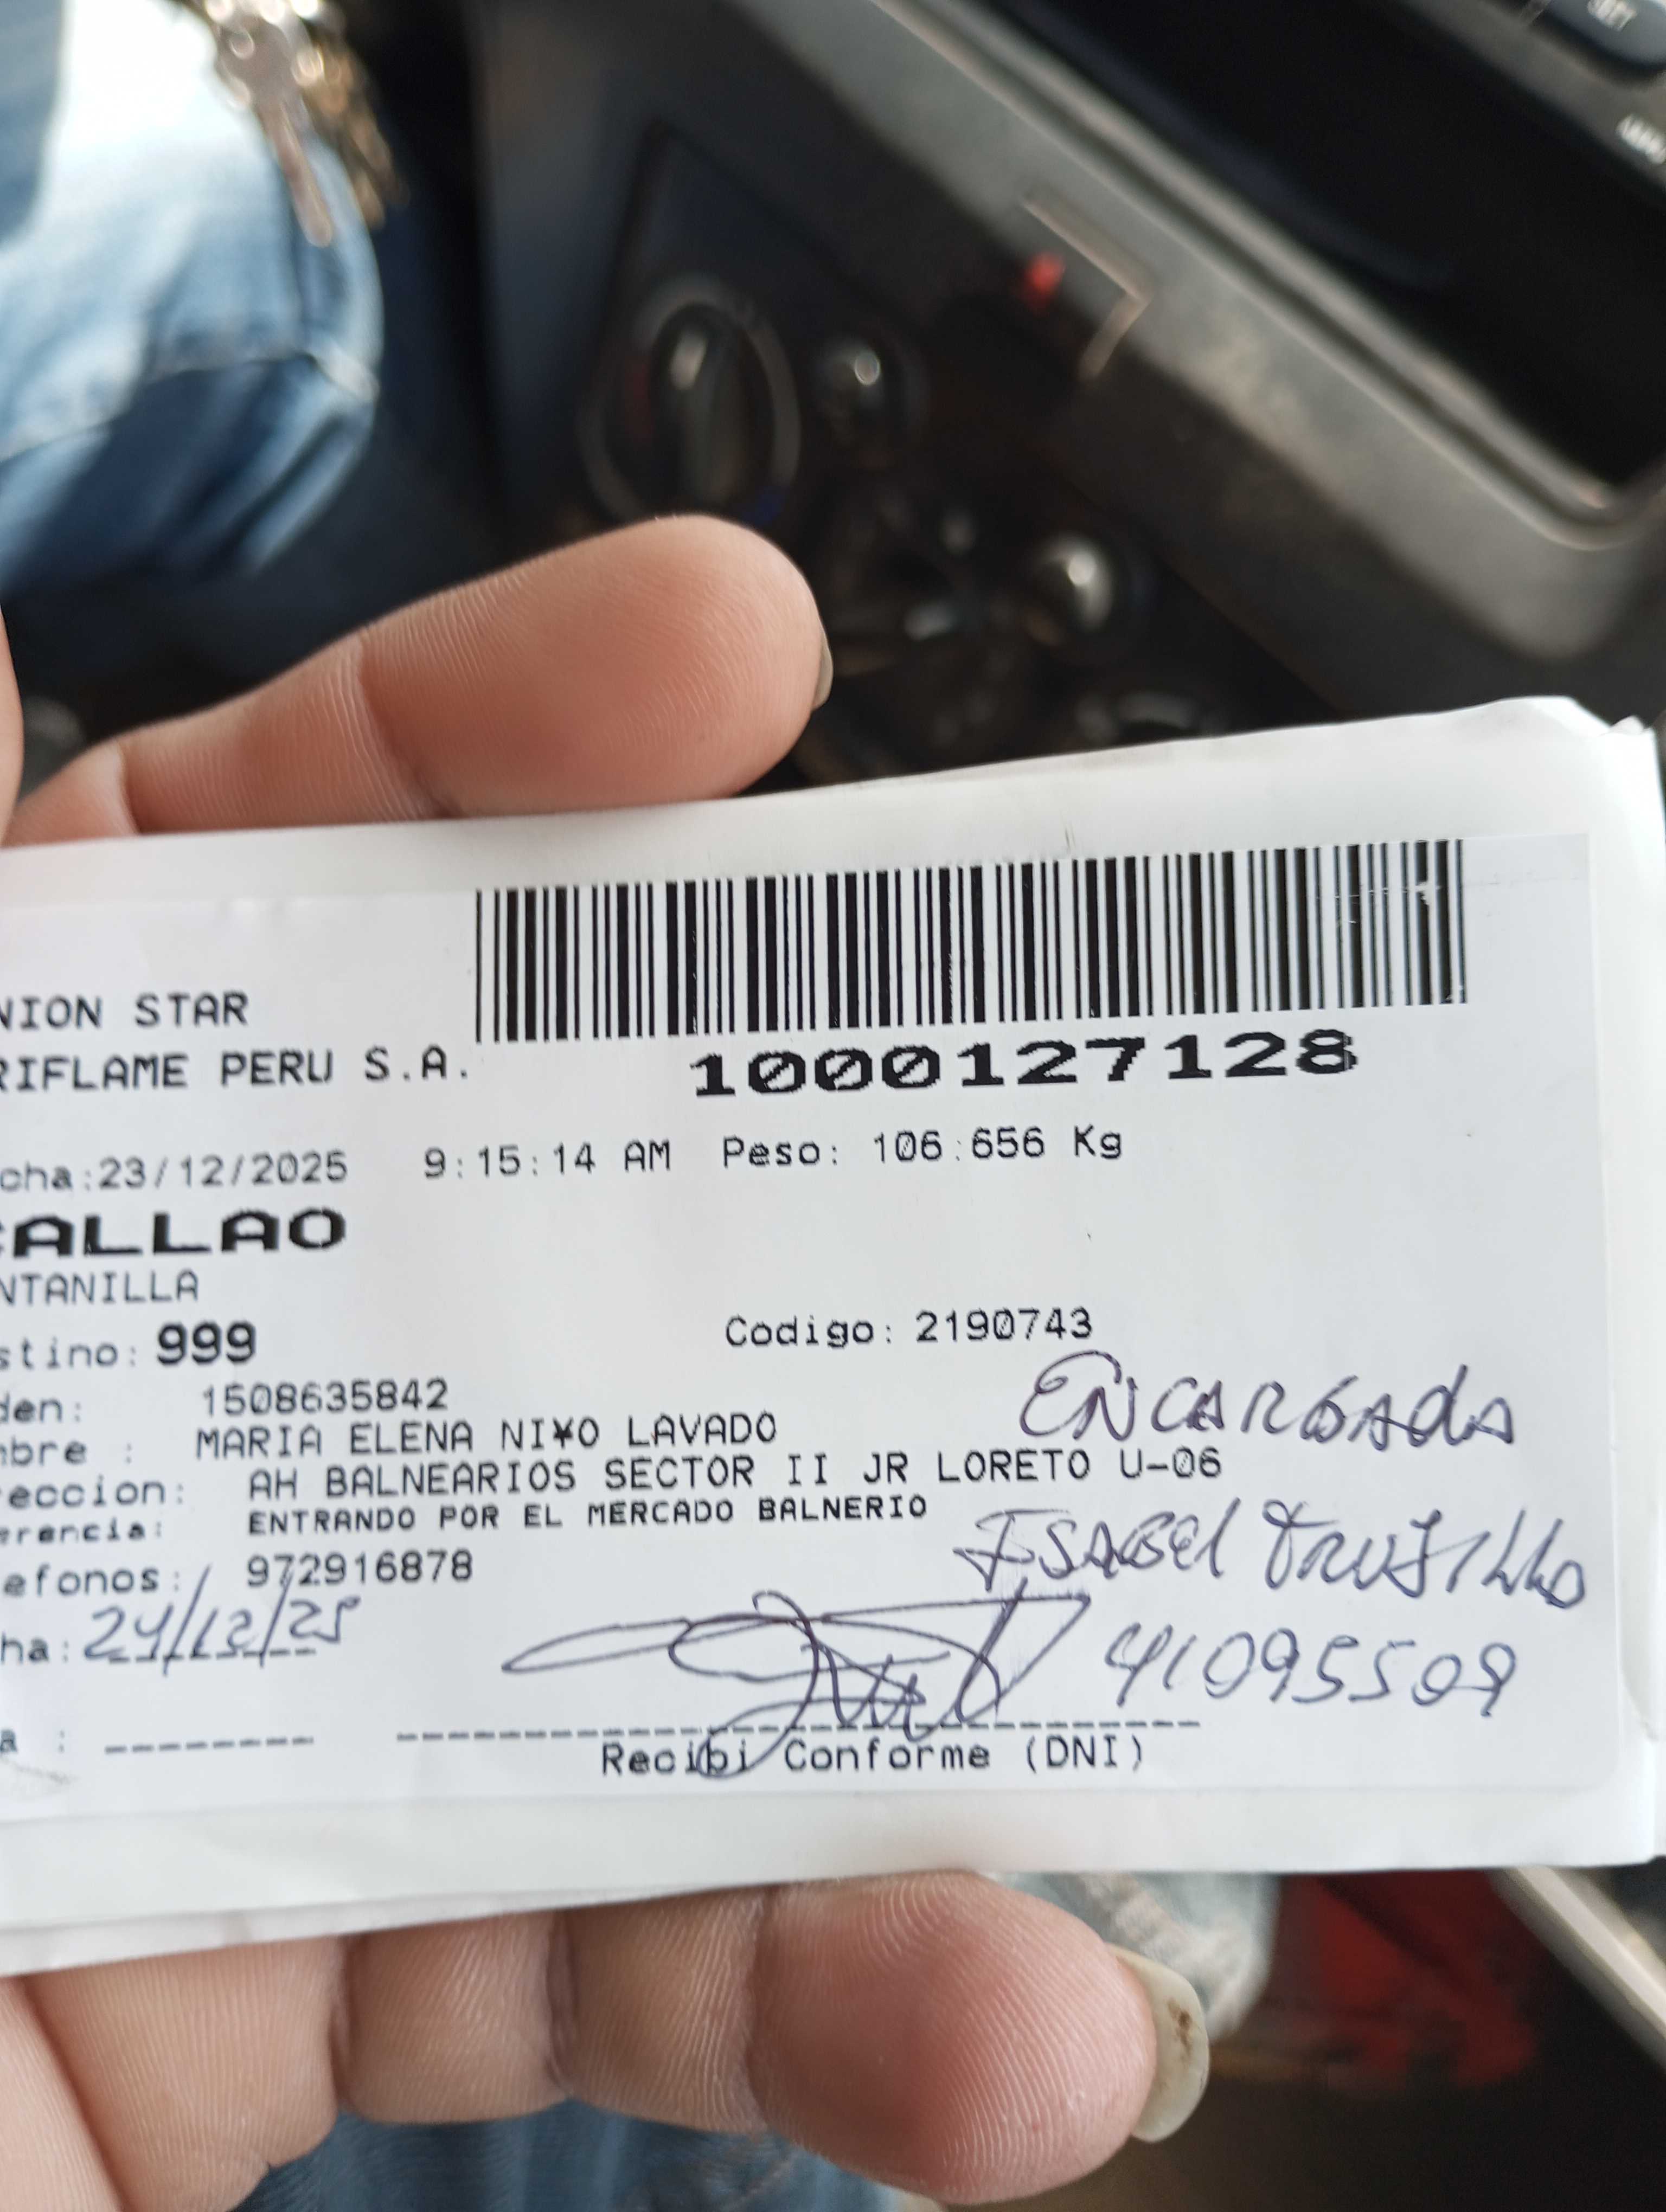 NION STAR
RIFLAME PERU S.A.
1000127128
cha:23/12/2025 9:15:14 AM Peso: 106.656 Kg
CALLAO
NTANILLA
stino: 999 Codigo: 2190743
den: 1508635842
ENCARGADA
mbre : MARIA ELENA NI¥O LAVADO
eccion: AH BALNEARIOS SECTOR II JR LORETO U-06
erencia: ENTRANDO POR EL MERCADO BALNERIO
ISABEL TRUJILLO
efonos: 972916878
ha: 24/12/25
41095509
a :
Recibi Conforme (DNI)